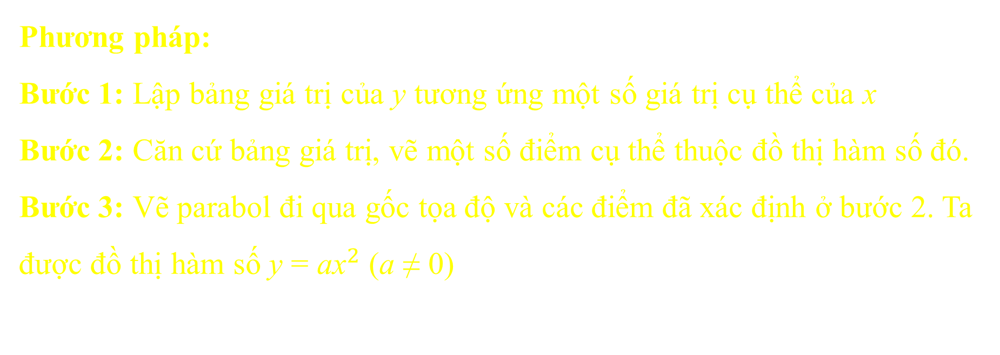 Phương pháp:
Bước 1: Lập bảng giá trị của y tương ứng một số giá trị cụ thể của x
Bước 2: Căn cứ bảng giá trị, vẽ một số điểm cụ thể thuộc đồ thị hàm số đó.
Bước 3: Vẽ parabol đi qua gốc tọa độ và các điểm đã xác định ở bước 2. Ta
được đồ thị hàm số y = ax² (a ≠ 0)